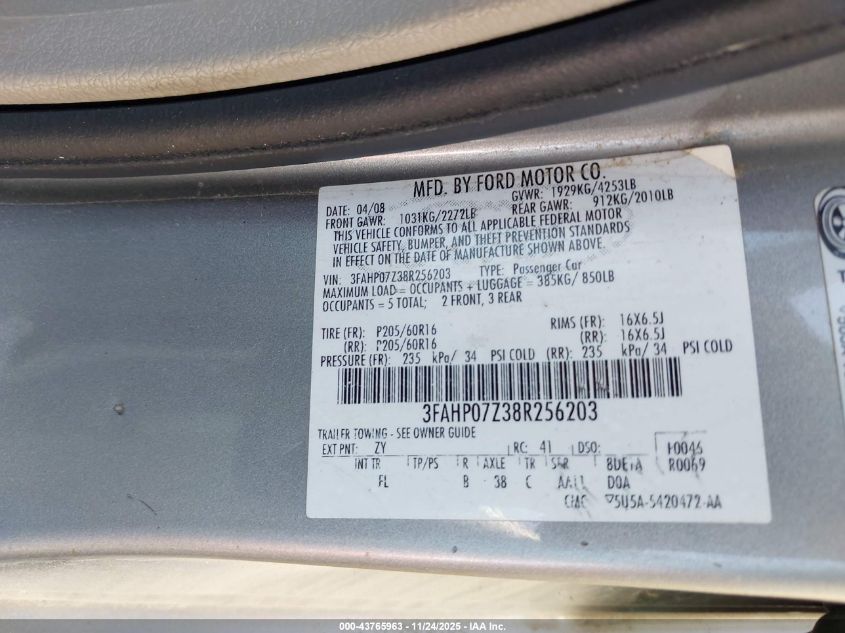 MFD. BY FORD MOTOR CO.
DATE: 04/08 GVWR: 1929KG/4253LB
FRONT GAWR: 1031KG/2272LB REAR GAWR: 912KG/2010LB
THIS VEHICLE CONFORMS TO ALL APPLICABLE FEDERAL MOTOR
VEHICLE SAFETY, BUMPER, AND THEFT PREVENTION STANDARDS
IN EFFECT ON THE DATE OF MANUFACTURE SHOWN ABOVE.
VIN: 3FAHP07Z38R256203 TYPE: Passenger Car
MAXIMUM LOAD = OCCUPANTS + LUGGAGE = 385KG/ 850LB
OCCUPANTS = 5 TOTAL; 2 FRONT, 3 REAR
TIRE (FR): P205/60R16 RIMS (FR): 16X6.5J
(RR): P205/60R16 (RR): 16X6.5J
PRESSURE (FR): 235 kPa/ 34 PSI COLD (RR): 235 kPa/ 34 PSI COLD
3FAHP07Z38R256203
TRAILER TOWING - SEE OWNER GUIDE
EXT PNT: ZY RC: 41 DSO: F0046
INT TR TP/PS R AXLE TR SPR R0069
FL B 38 C DOA
5U5A-5420472-AA
000-43765963 - 11/24/2025 - IAA Inc.